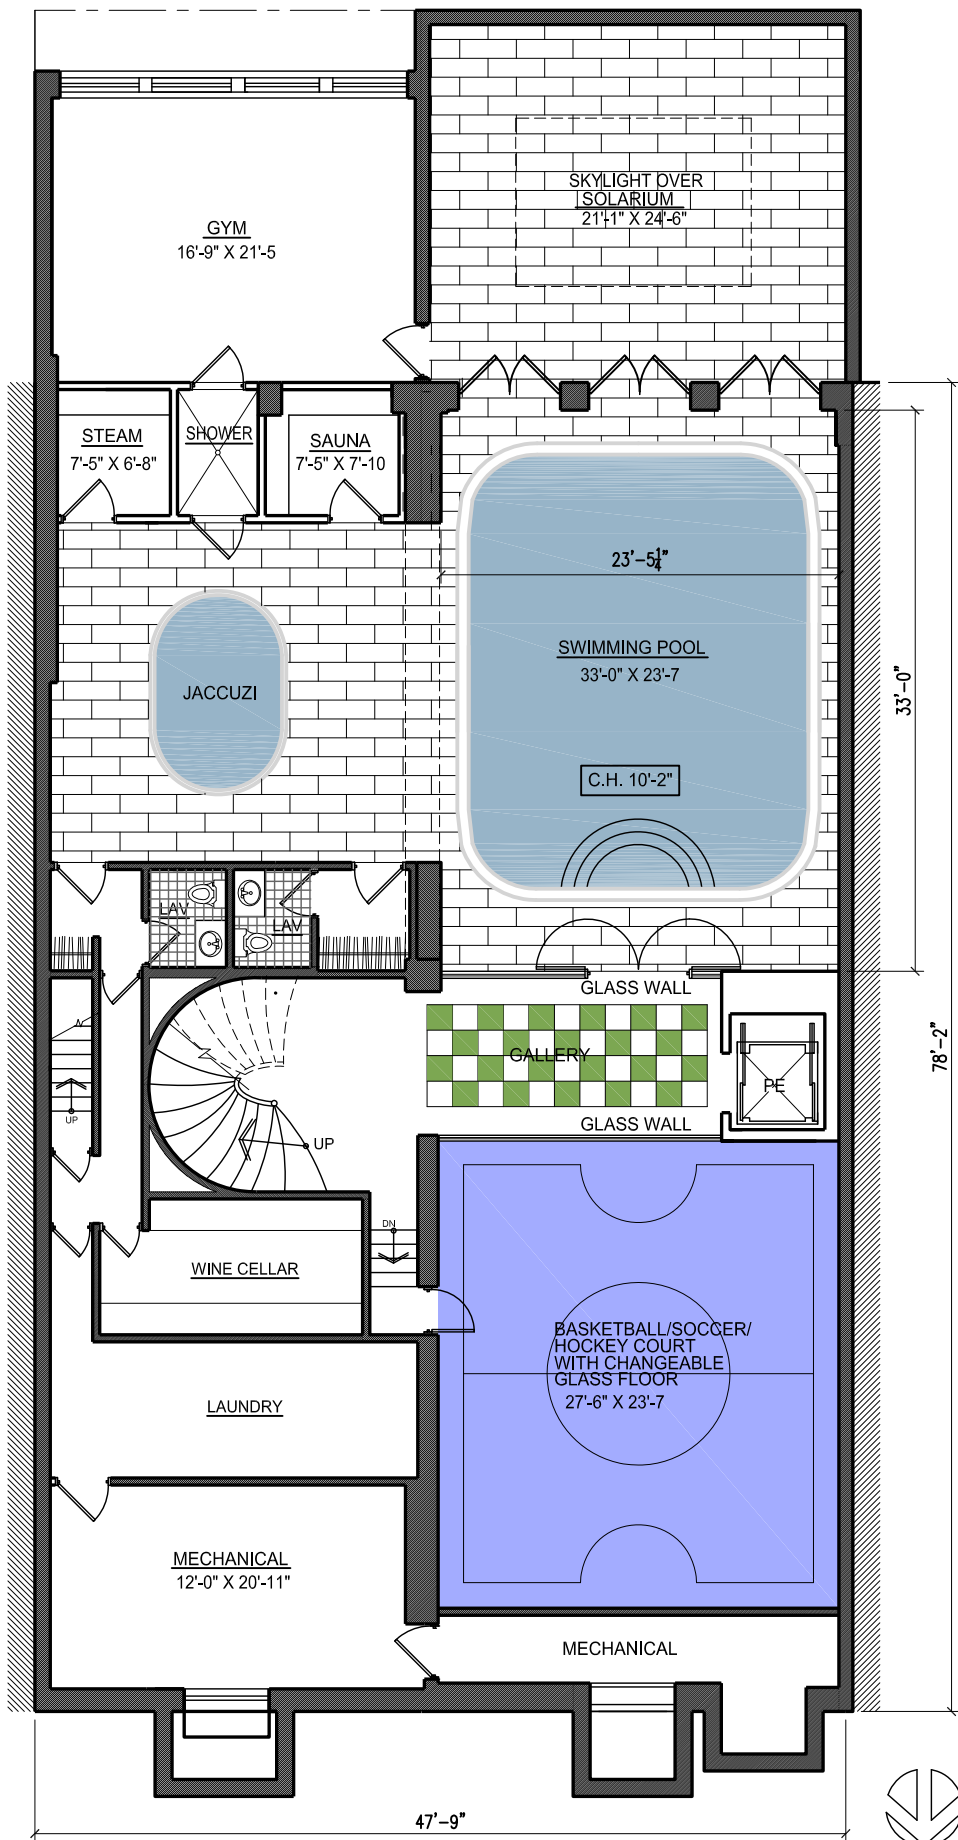 SKYLIGHT OVER
SOLARIUM
21'-1" X 24'-6"
GYM
16'-9" X 21'-5
STEAM
7'-5" X 6'-8"
SHOWER
SAUNA
7'-5" X 7'-10
23'-5¼"
SWIMMING POOL
33'-0" X 23'-7
JACCUZI
C.H. 10'-2"
33'-0"
LAV
LAV
GLASS WALL
GALLERY
PE
GLASS WALL
78'-2"
UP
UP
DN
WINE CELLAR
BASKETBALL/SOCCER/
HOCKEY COURT
WITH CHANGEABLE
GLASS FLOOR
27'-6" X 23'-7
LAUNDRY
MECHANICAL
12'-0" X 20'-11"
MECHANICAL
47'-9"